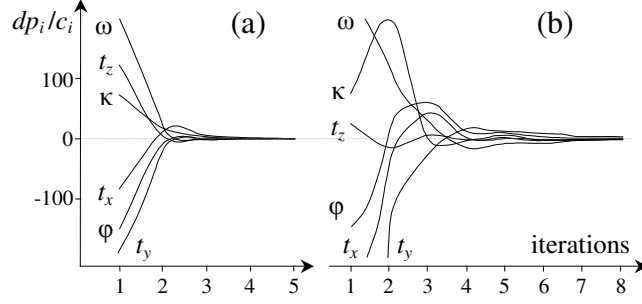 dp_i/c_i
ω (a) ω (b)
t_z
κ κ
100
t_z
0
t_x
-100
φ φ
t_y t_x t_y iterations
1 2 3 4 5 1 2 3 4 5 6 7 8